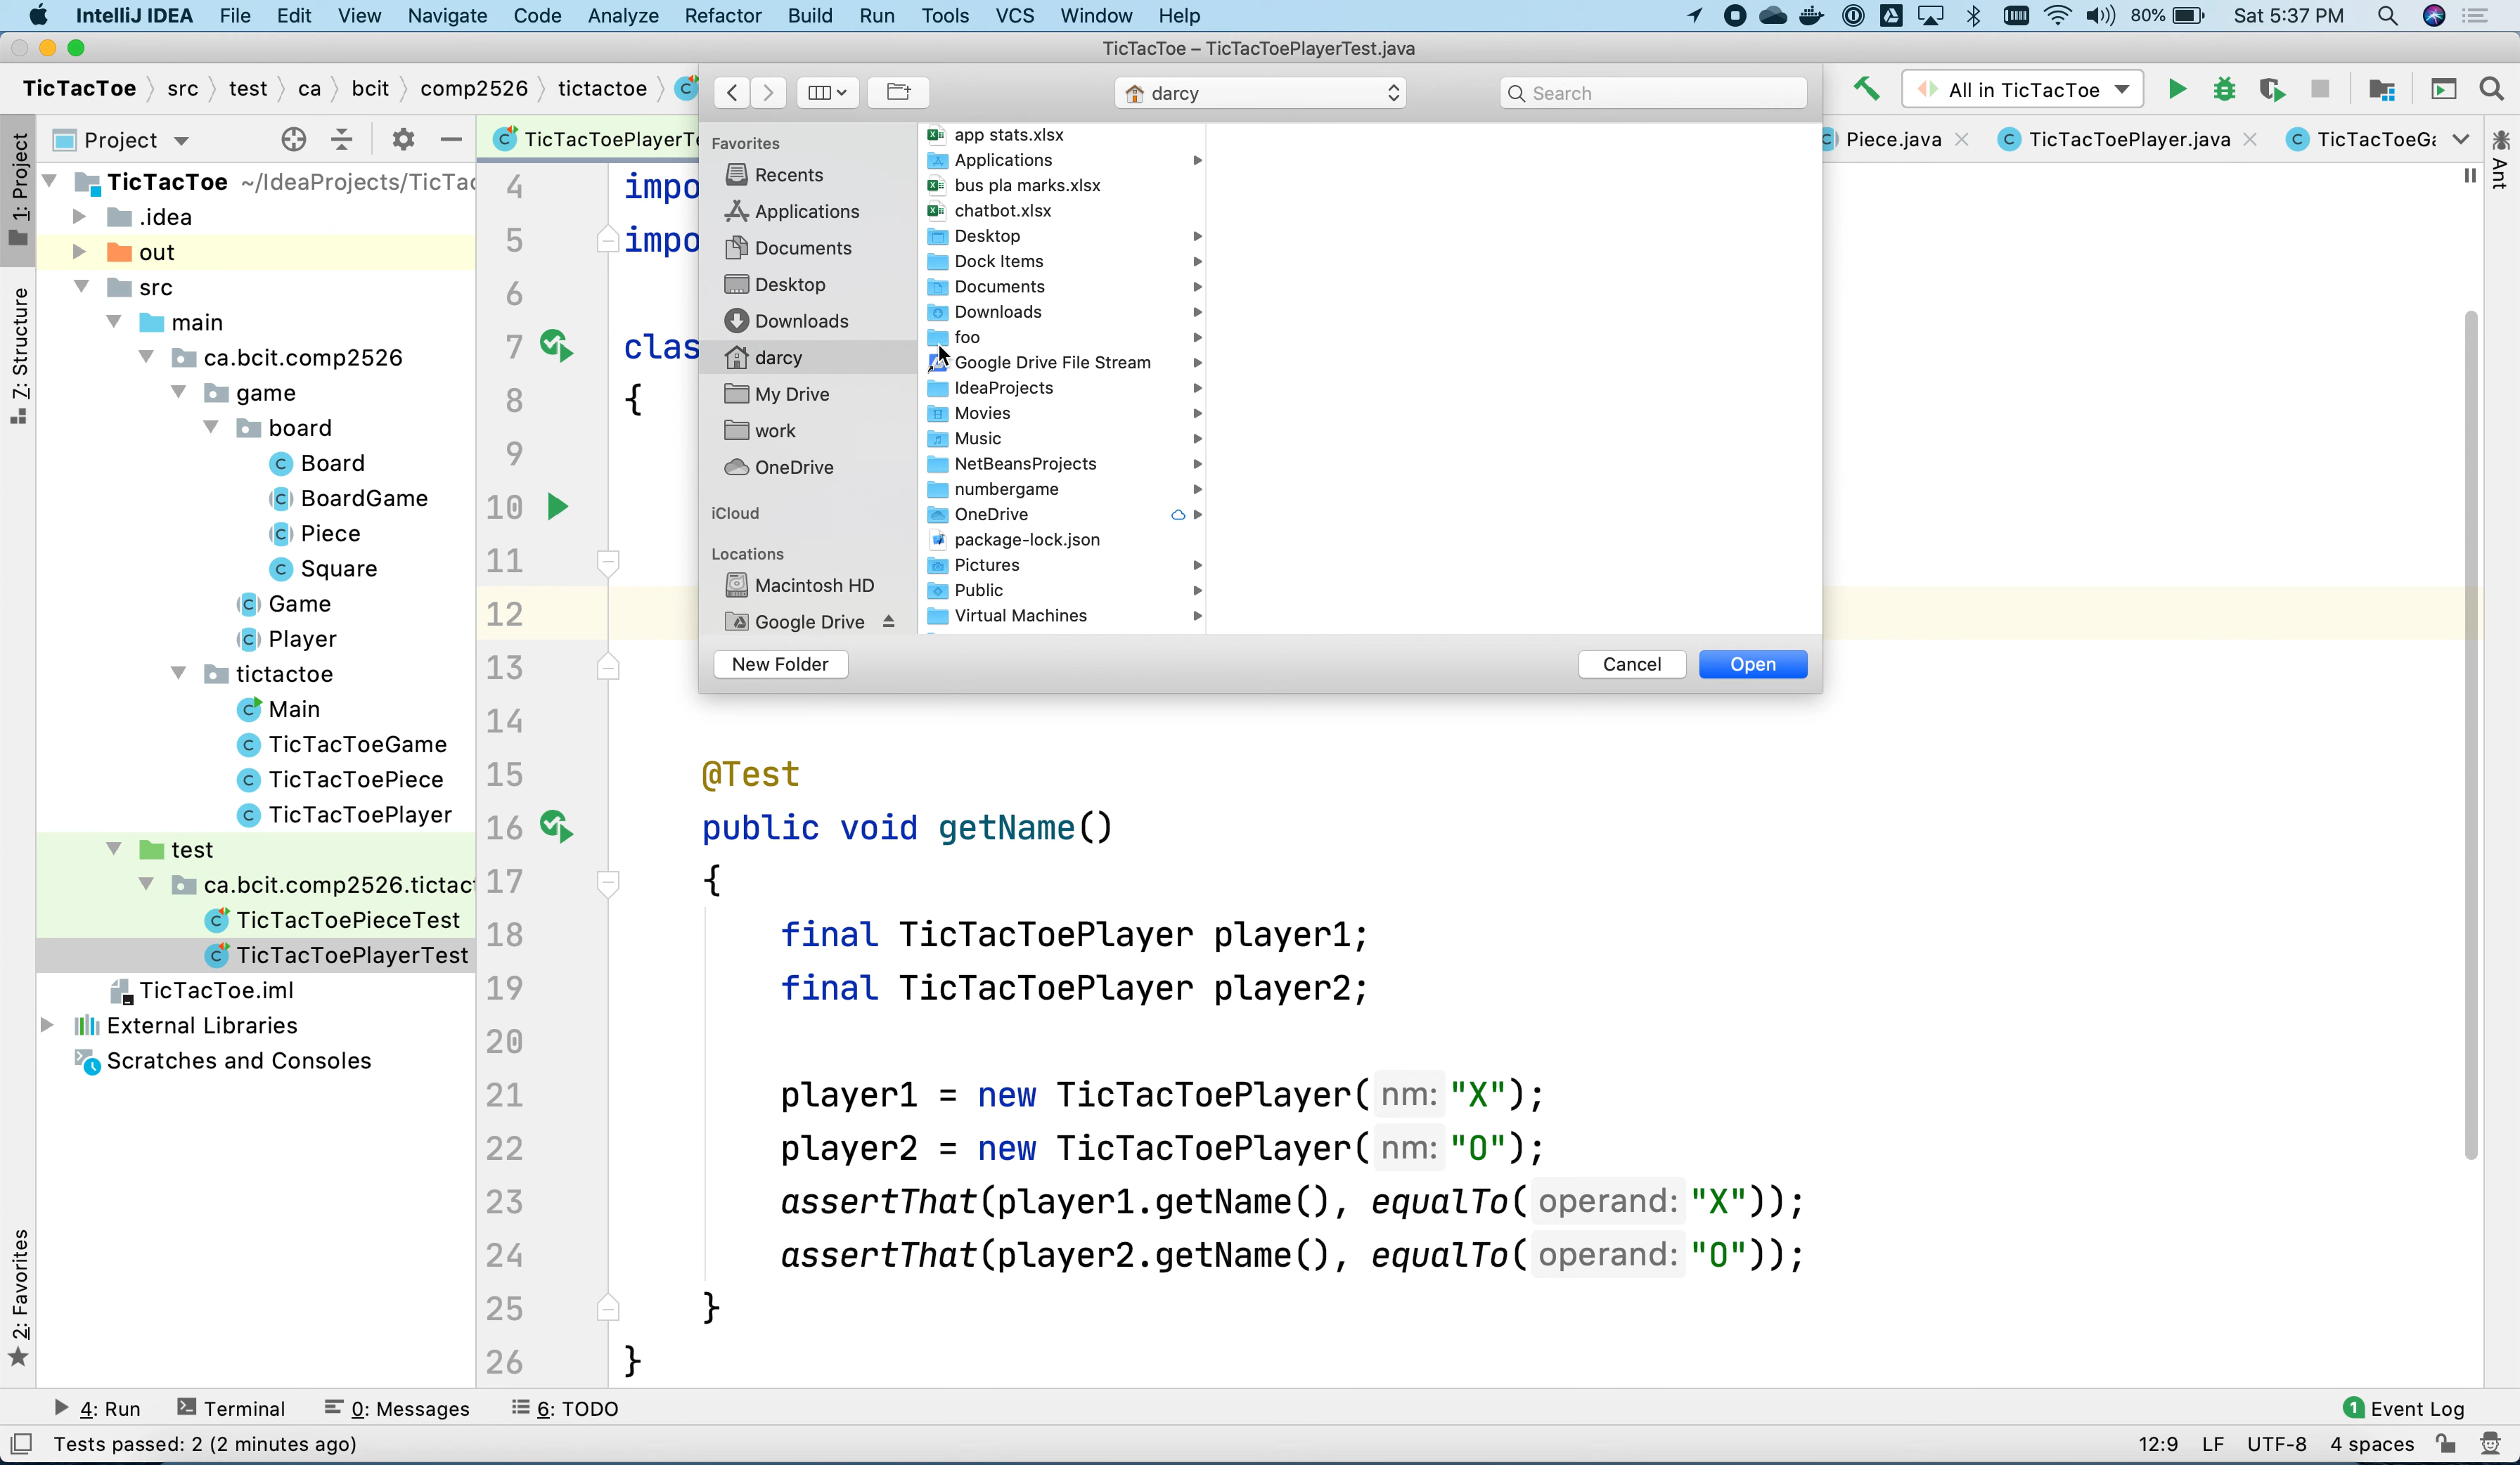 IntelliJ IDEA File Edit View Navigate Code Analyze Refactor Build Run Tools VCS Window Help 80% Sat 5:37 PM
TicTacToe – TicTacToePlayerTest.java
TicTacToe src test ca bcit comp2526 tictactoe
darcy
Search
All in TicTacToe
1: Project
7: Structure
2: Favorites
Project
TicTacToe ~/IdeaProjects/TicTac
.idea
out
src
main
ca.bcit.comp2526
game
board
Board
BoardGame
Piece
Square
Game
Player
tictactoe
Main
TicTacToeGame
TicTacToePiece
TicTacToePlayer
test
ca.bcit.comp2526.tictact
TicTacToePieceTest
TicTacToePlayerTest
TicTacToe.iml
External Libraries
Scratches and Consoles
Favorites
Recents
Applications
Documents
Desktop
Downloads
darcy
My Drive
work
OneDrive
iCloud
Locations
Macintosh HD
Google Drive
app stats.xlsx
Applications
bus pla marks.xlsx
chatbot.xlsx
Desktop
Dock Items
Documents
Downloads
foo
Google Drive File Stream
IdeaProjects
Movies
Music
NetBeansProjects
numbergame
OneDrive
package-lock.json
Pictures
Public
Virtual Machines
New Folder
Cancel
Open
TicTacToePlayerTe
Piece.java
TicTacToePlayer.java
TicTacToeGa
Ant
4 impo
5 impo
6
7 clas
8 {
9
10
11
12
13
14
15 @Test
16 public void getName()
17 {
18 final TicTacToePlayer player1;
19 final TicTacToePlayer player2;
20
21 player1 = new TicTacToePlayer( nm: "X");
22 player2 = new TicTacToePlayer( nm: "O");
23 assertThat(player1.getName(), equalTo( operand: "X"));
24 assertThat(player2.getName(), equalTo( operand: "O"));
25 }
26 }
4: Run Terminal 0: Messages 6: TODO
1 Event Log
Tests passed: 2 (2 minutes ago)
12:9 LF UTF-8 4 spaces